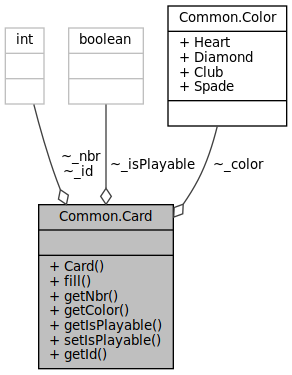 Common.Color
int
boolean
+ Heart
+ Diamond
+ Club
+ Spade
~_nbr
~_id
~_isPlayable
~_color
Common.Card
+ Card()
+ fill()
+ getNbr()
+ getColor()
+ getIsPlayable()
+ setIsPlayable()
+ getId()